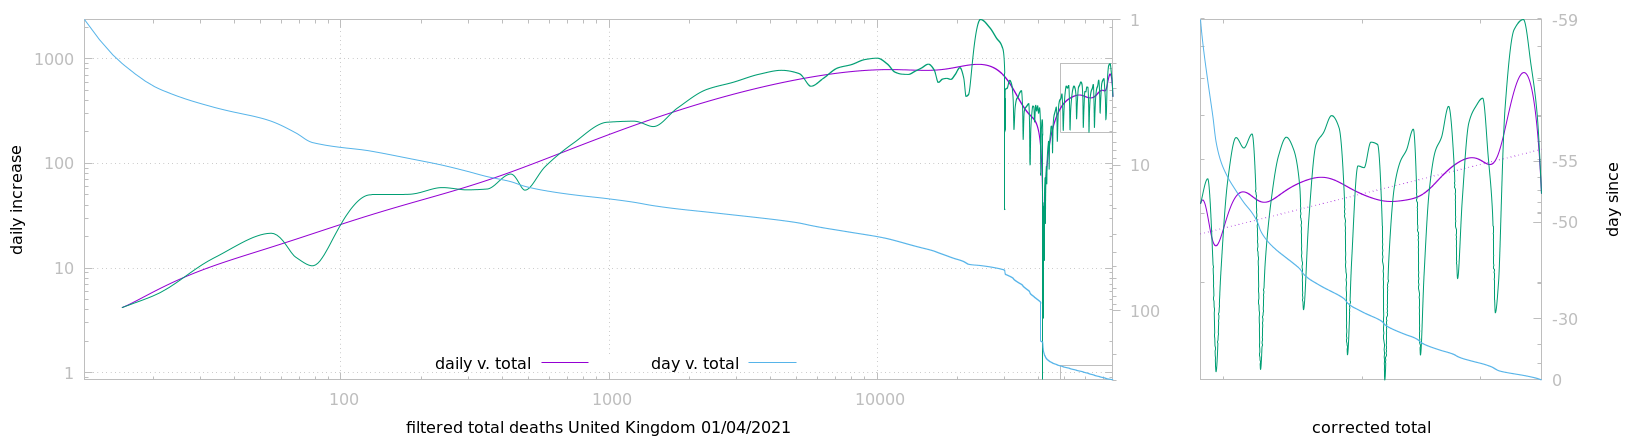 1000
100
10
1
daily increase
daily v. total
day v. total
100
1000
10000
filtered total deaths United Kingdom 01/04/2021
1
10
100
-59
-55
-50
-30
0
day since
corrected total